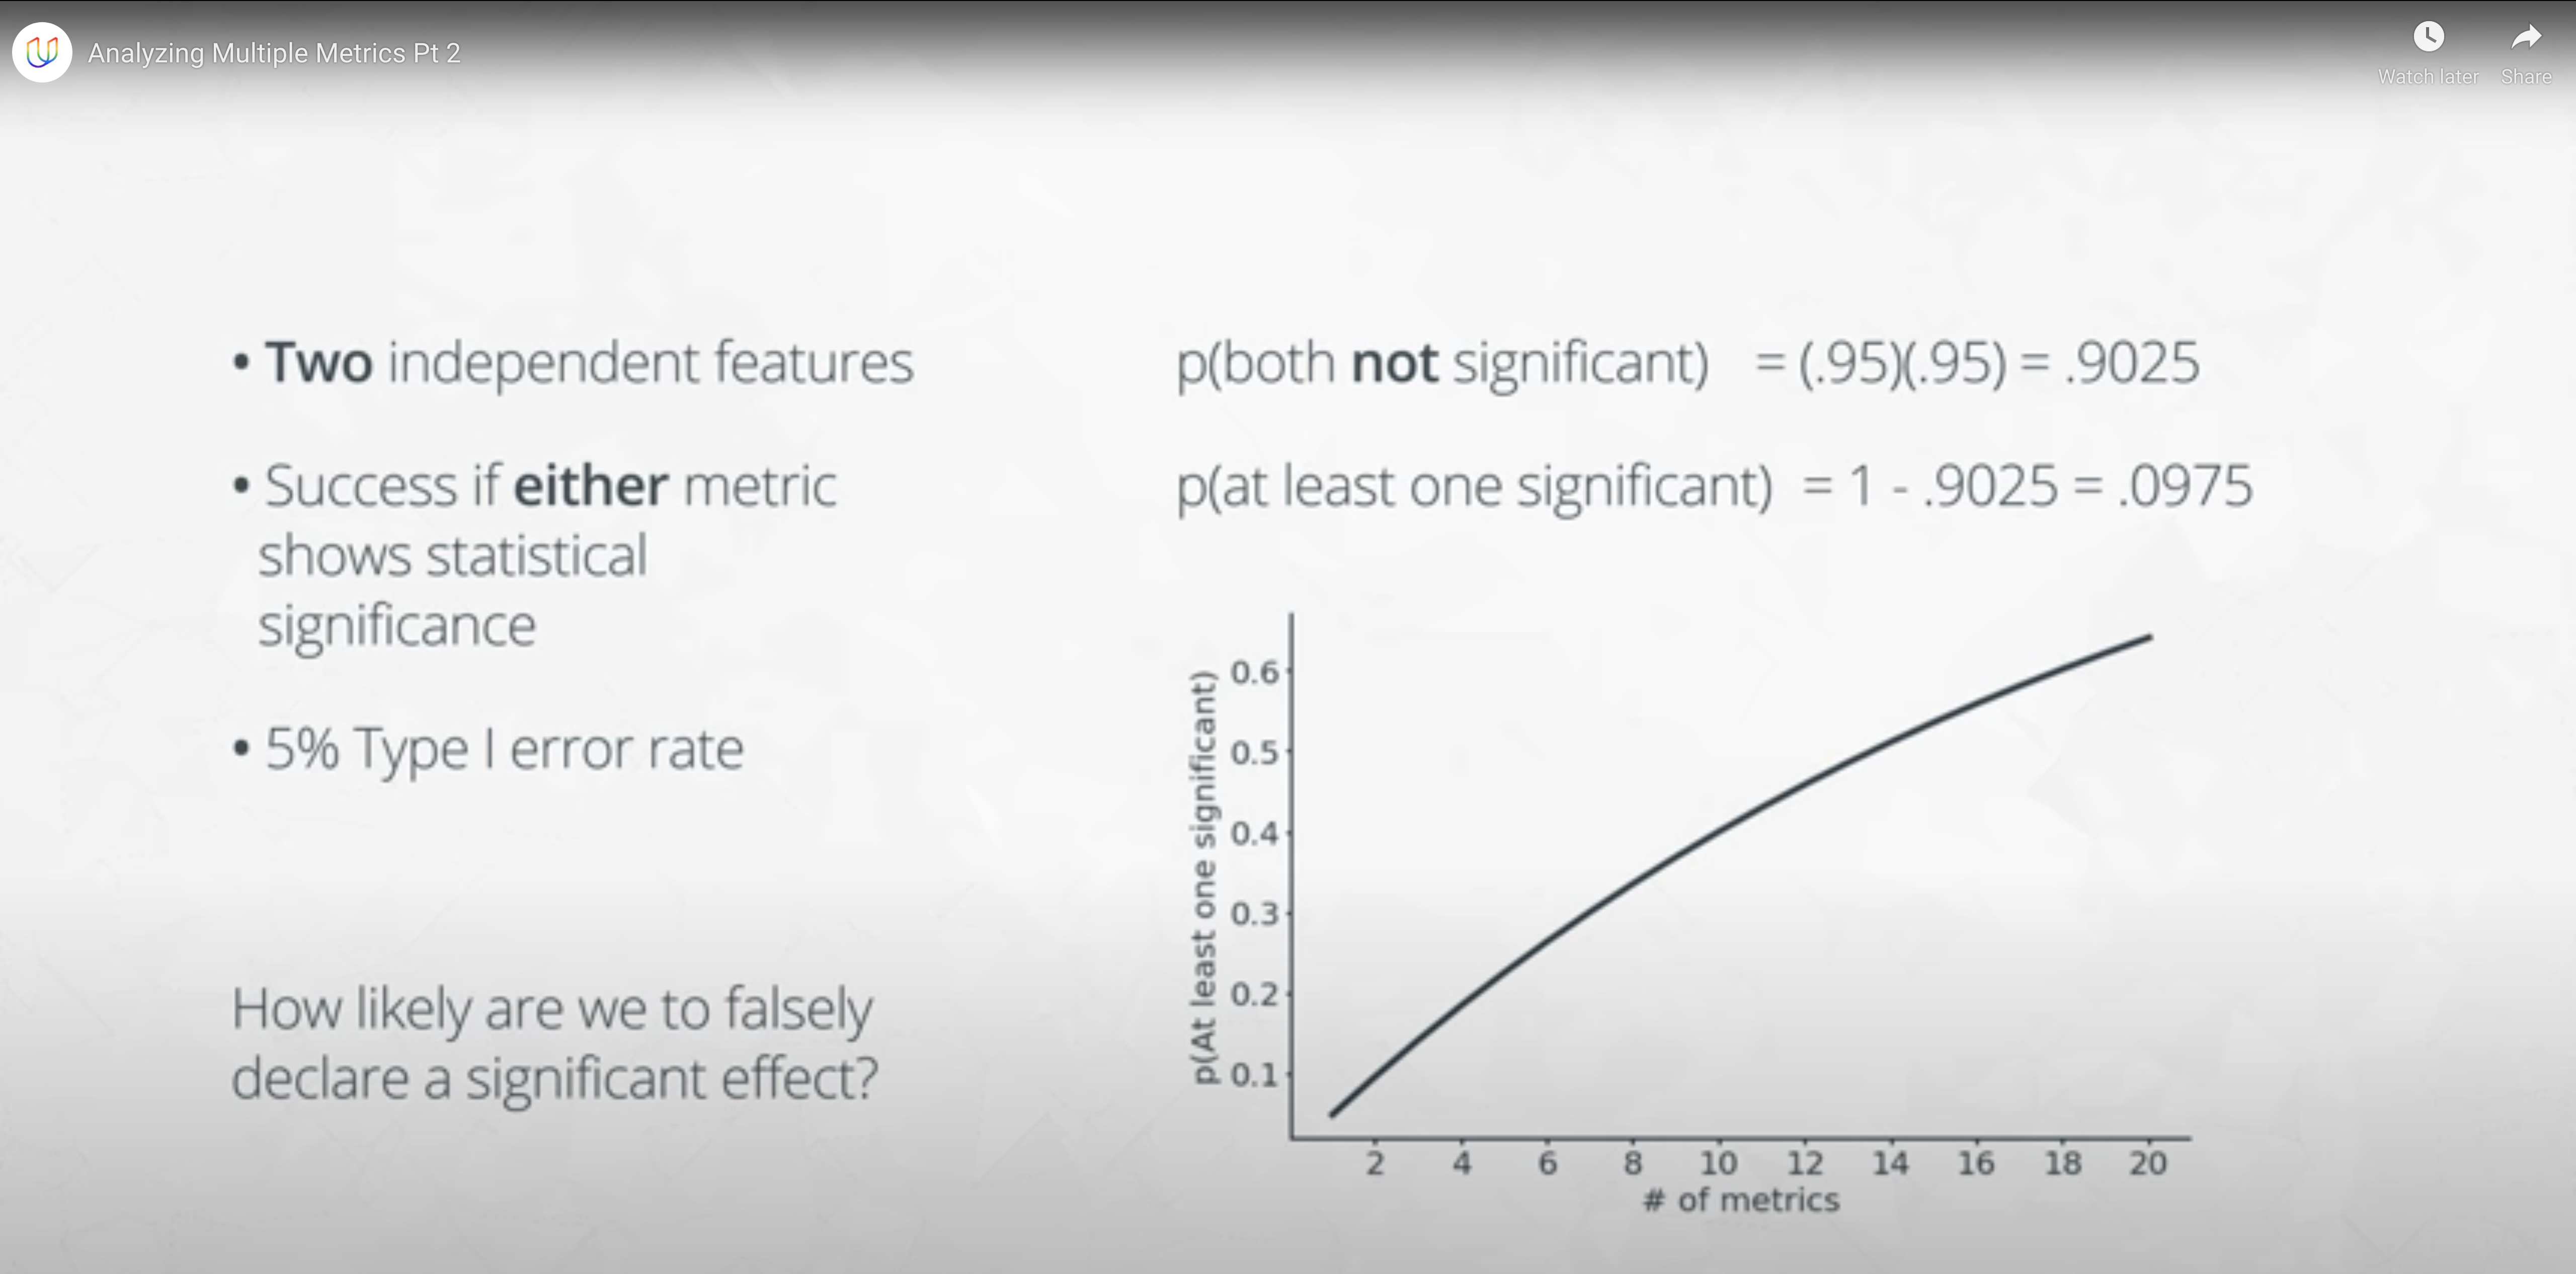 Analyzing Multiple Metrics Pt 2
Watch later
Share
• Two independent features
• Success if either metric
shows statistical
significance
• 5% Type I error rate
How likely are we to falsely
declare a significant effect?
p(both not significant) = (.95)(.95) = .9025
p(at least one significant) = 1 - .9025 = .0975
p(At least one significant)
0.6
0.5
0.4
0.3
0.2
0.1
2 4 6 8 10 12 14 16 18 20
# of metrics